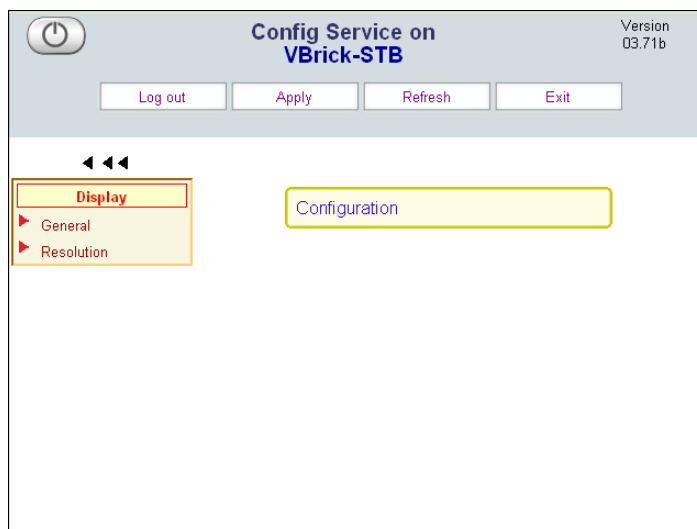 Config Service on
VBrick-STB
Version
03.71b
Log out
Apply
Refresh
Exit
Display
General
Resolution
Configuration